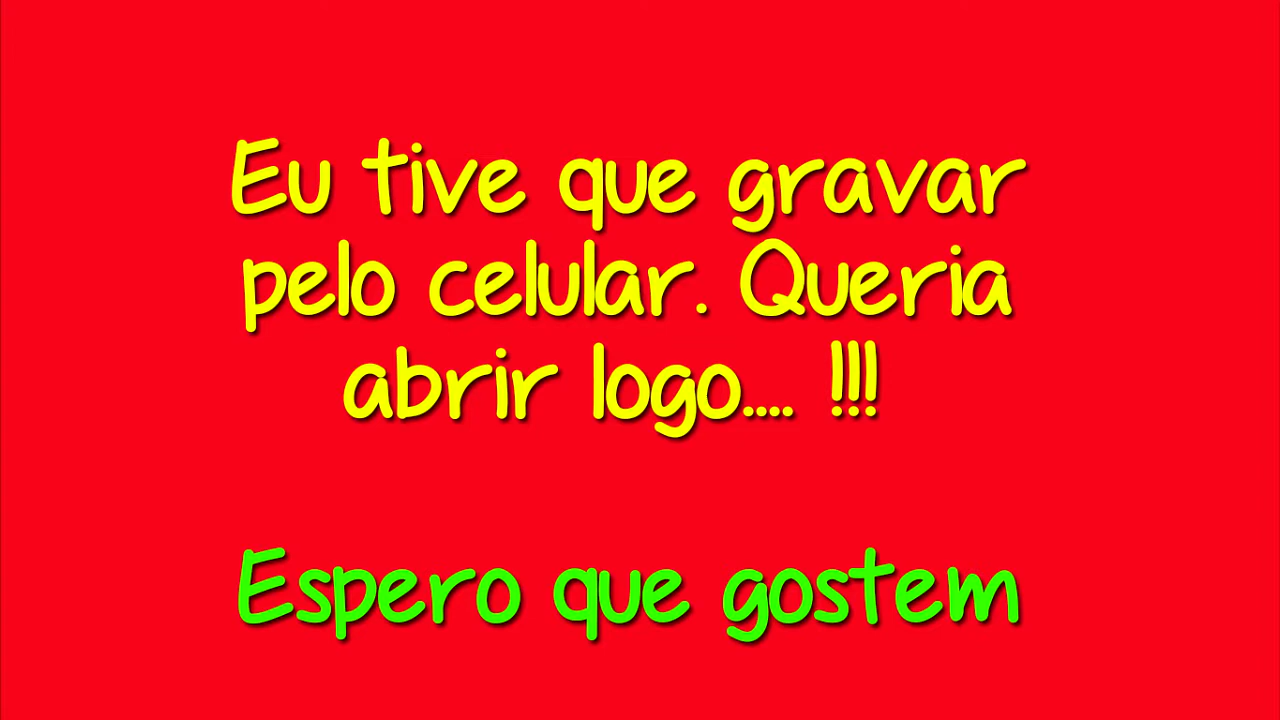 Eu tive que gravar
pelo celular. Queria
abrir logo.... !!!
Espero que gostem